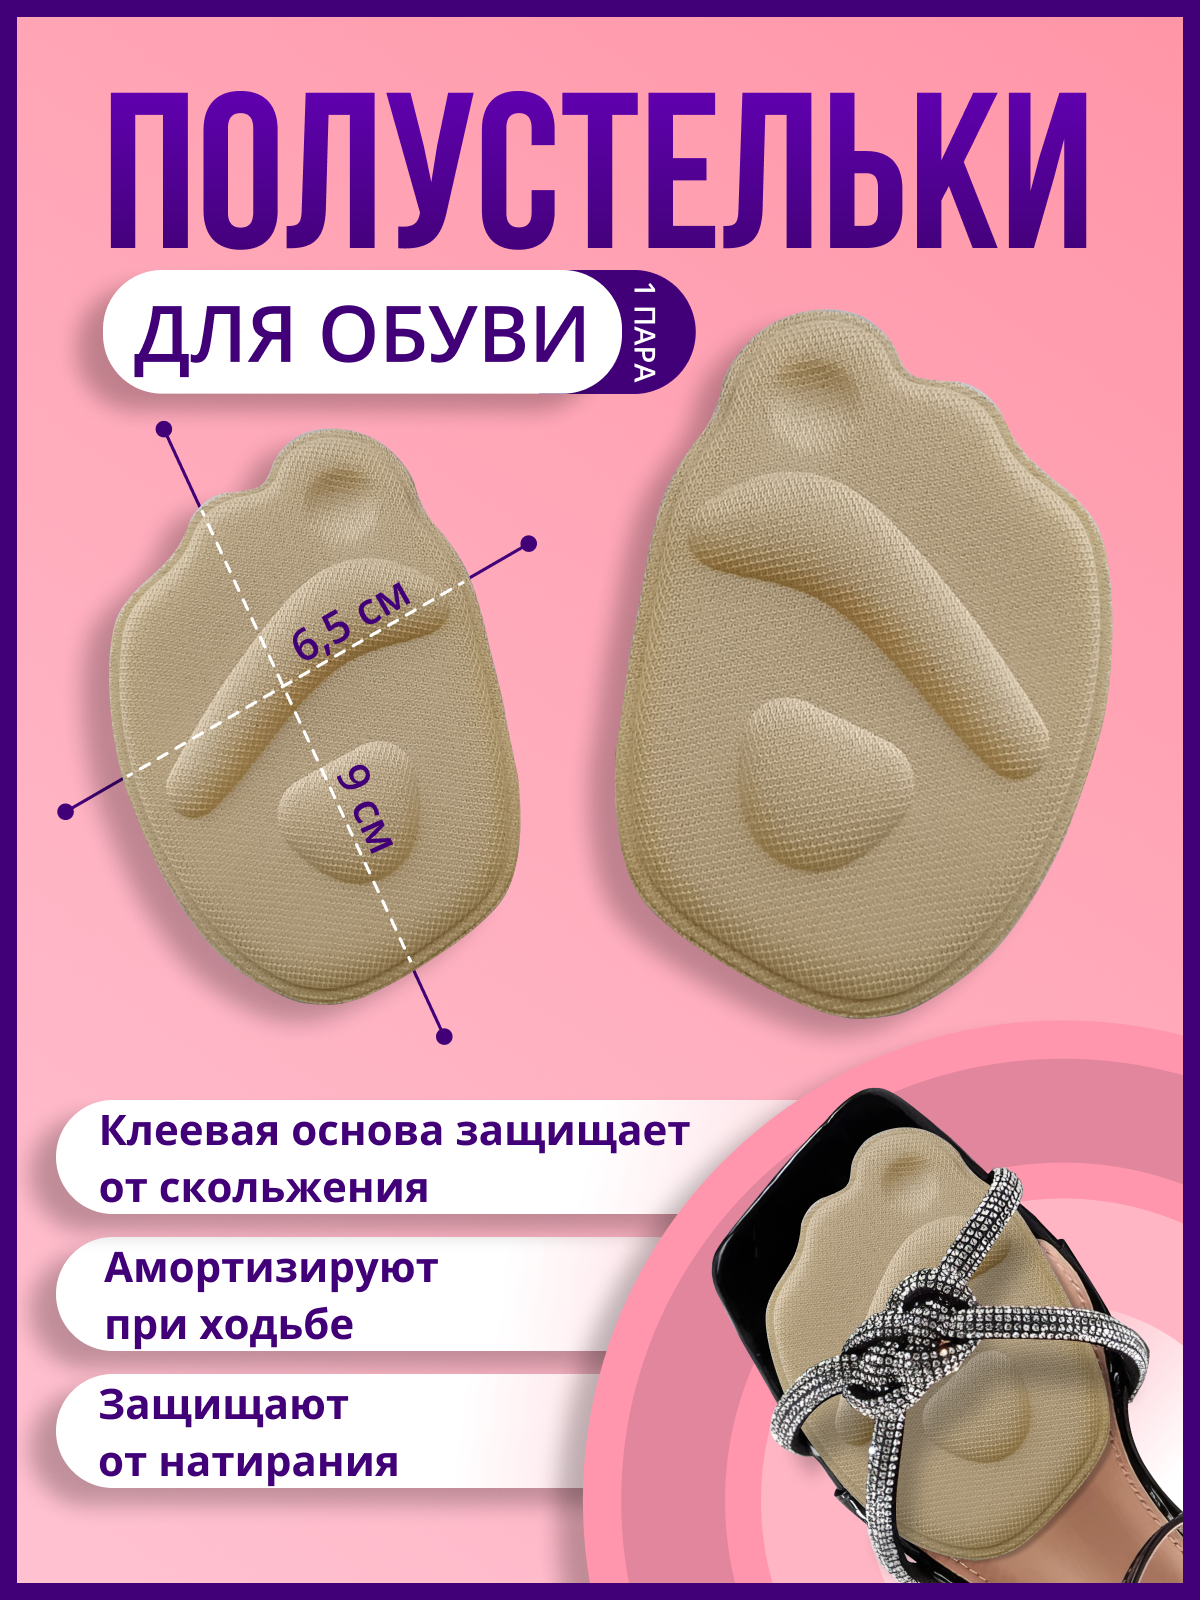 ПОЛУСТЕЛЬКИ
ДЛЯ ОБУВИ
1 ПАРА
6,5 см
9 см
Клеевая основа защищает
от скольжения
Амортизируют
при ходьбе
Защищают
от натирания